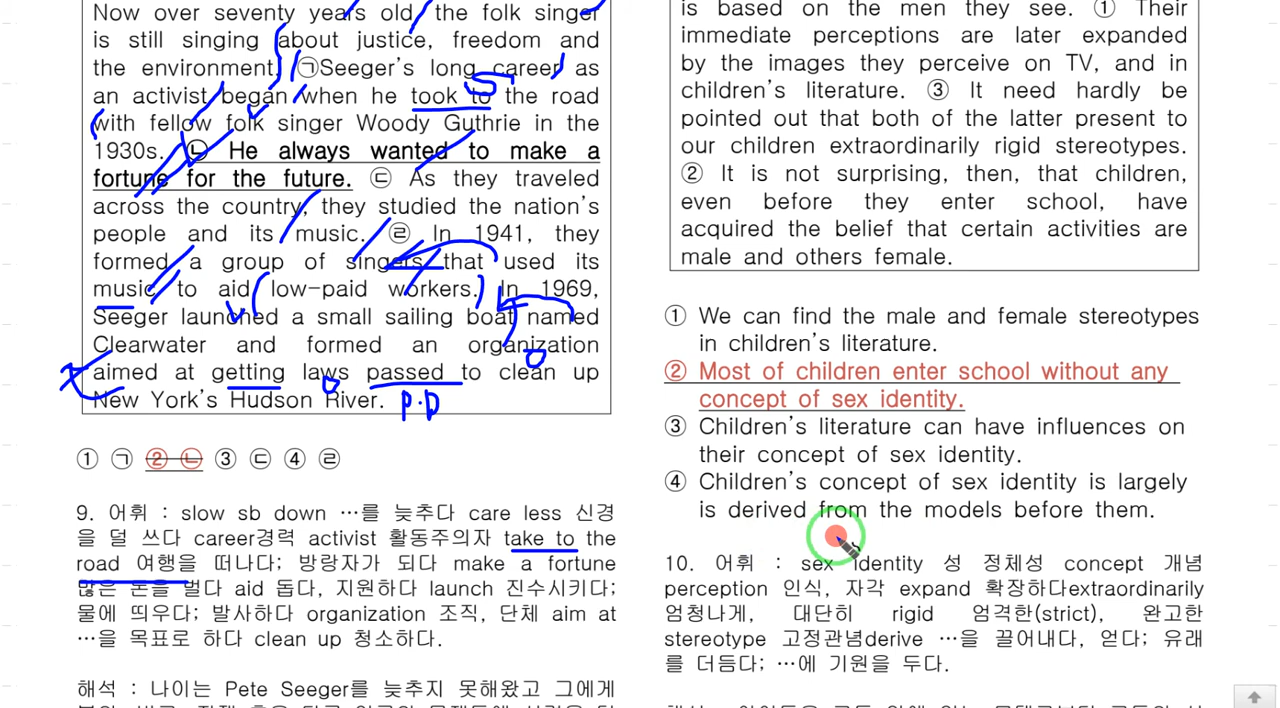 Now over seventy years old, the folk singer
is still singing about justice, freedom and
the environment. ㉠Seeger's long career as
an activist began when he took to the road
with fellow folk singer Woody Guthrie in the
1930s. ㉡ He always wanted to make a
fortune for the future. ㉢ As they traveled
across the country, they studied the nation's
people and its music. ㉣ In 1941, they
formed a group of singers that used its
music to aid low-paid workers. In 1969,
Seeger launched a small sailing boat named
Clearwater and formed an organization
aimed at getting laws passed to clean up
New York's Hudson River.
P.P
① ㉠ ② ㉡ ③ ㉢ ④ ㉣
9. 어휘 : slow sb down …를 늦추다 care less 신경
을 덜 쓰다 career경력 activist 활동주의자 take to the
road 여행을 떠나다; 방랑자가 되다 make a fortune
많은 돈을 벌다 aid 돕다, 지원하다 launch 진수시키다;
물에 띄우다; 발사하다 organization 조직, 단체 aim at
…을 목표로 하다 clean up 청소하다.
해석 : 나이는 Pete Seeger를 늦추지 못해왔고 그에게
is based on the men they see. ① Their
immediate perceptions are later expanded
by the images they perceive on TV, and in
children's literature. ③ It need hardly be
pointed out that both of the latter present to
our children extraordinarily rigid stereotypes.
② It is not surprising, then, that children,
even before they enter school, have
acquired the belief that certain activities are
male and others female.
① We can find the male and female stereotypes
in children's literature.
② Most of children enter school without any
concept of sex identity.
③ Children's literature can have influences on
their concept of sex identity.
④ Children's concept of sex identity is largely
is derived from the models before them.
10. 어휘 : sex identity 성 정체성 concept 개념
perception 인식, 자각 expand 확장하다extraordinarily
엄청나게, 대단히 rigid 엄격한(strict), 완고한
stereotype 고정관념derive …을 끌어내다, 얻다; 유래
를 더듬다; …에 기원을 두다.